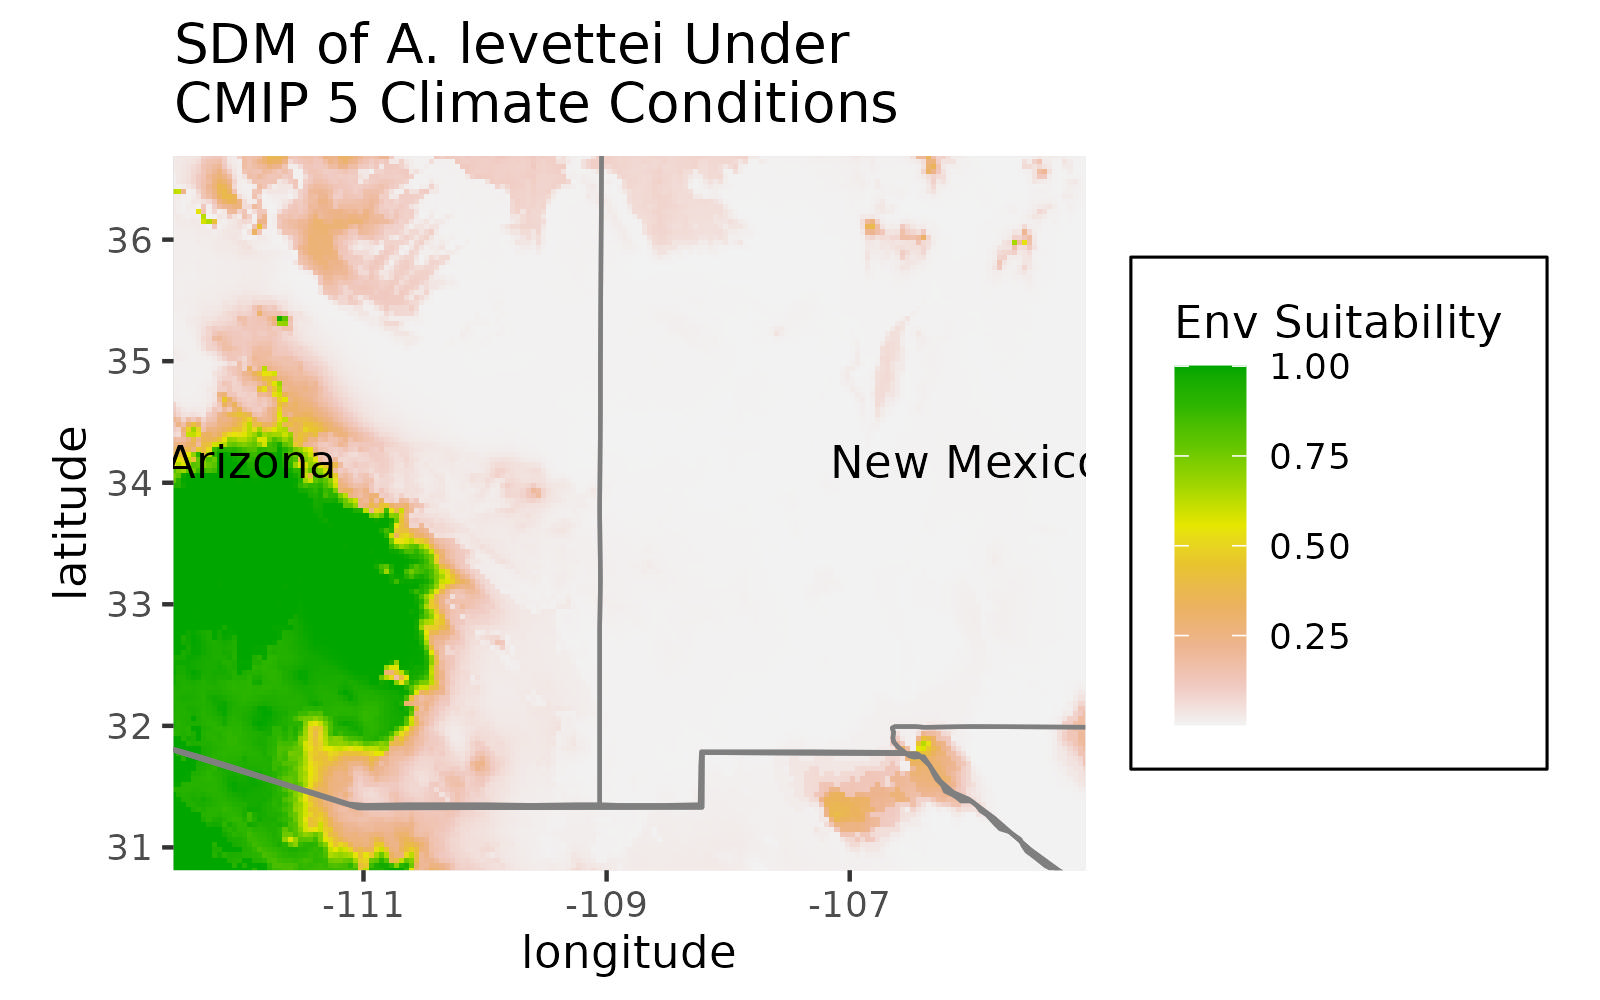 SDM of A. levettei Under
CMIP 5 Climate Conditions
36
35
34
33
32
31
latitude
Arizona
New Mexico
-111
-109
-107
longitude
Env Suitability
1.00
0.75
0.50
0.25